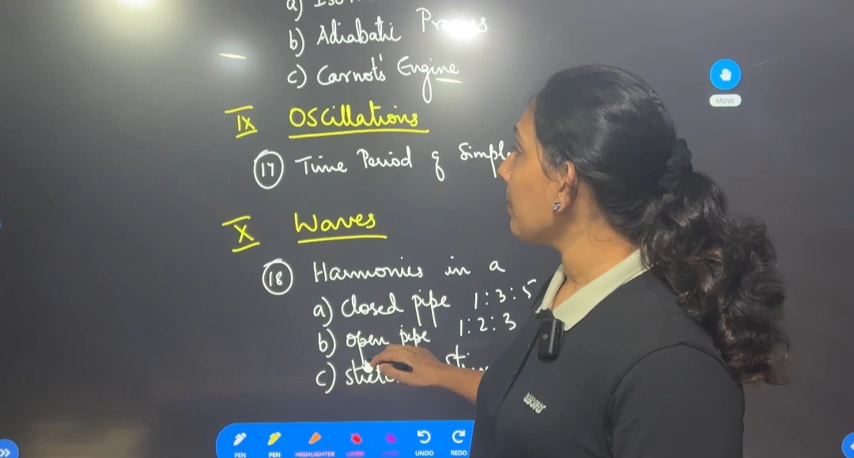 a)
b) Adiabatic Process
c) Carnot's Engine
IX Oscillations
17 Time Period of Simple
MOVE
X Waves
18 Harmonics in a
a) Closed pipe 1:3:5
b) open pipe 1:2:3
c)
PEN PEN HIGHLIGHTER LASER UNDO REDO